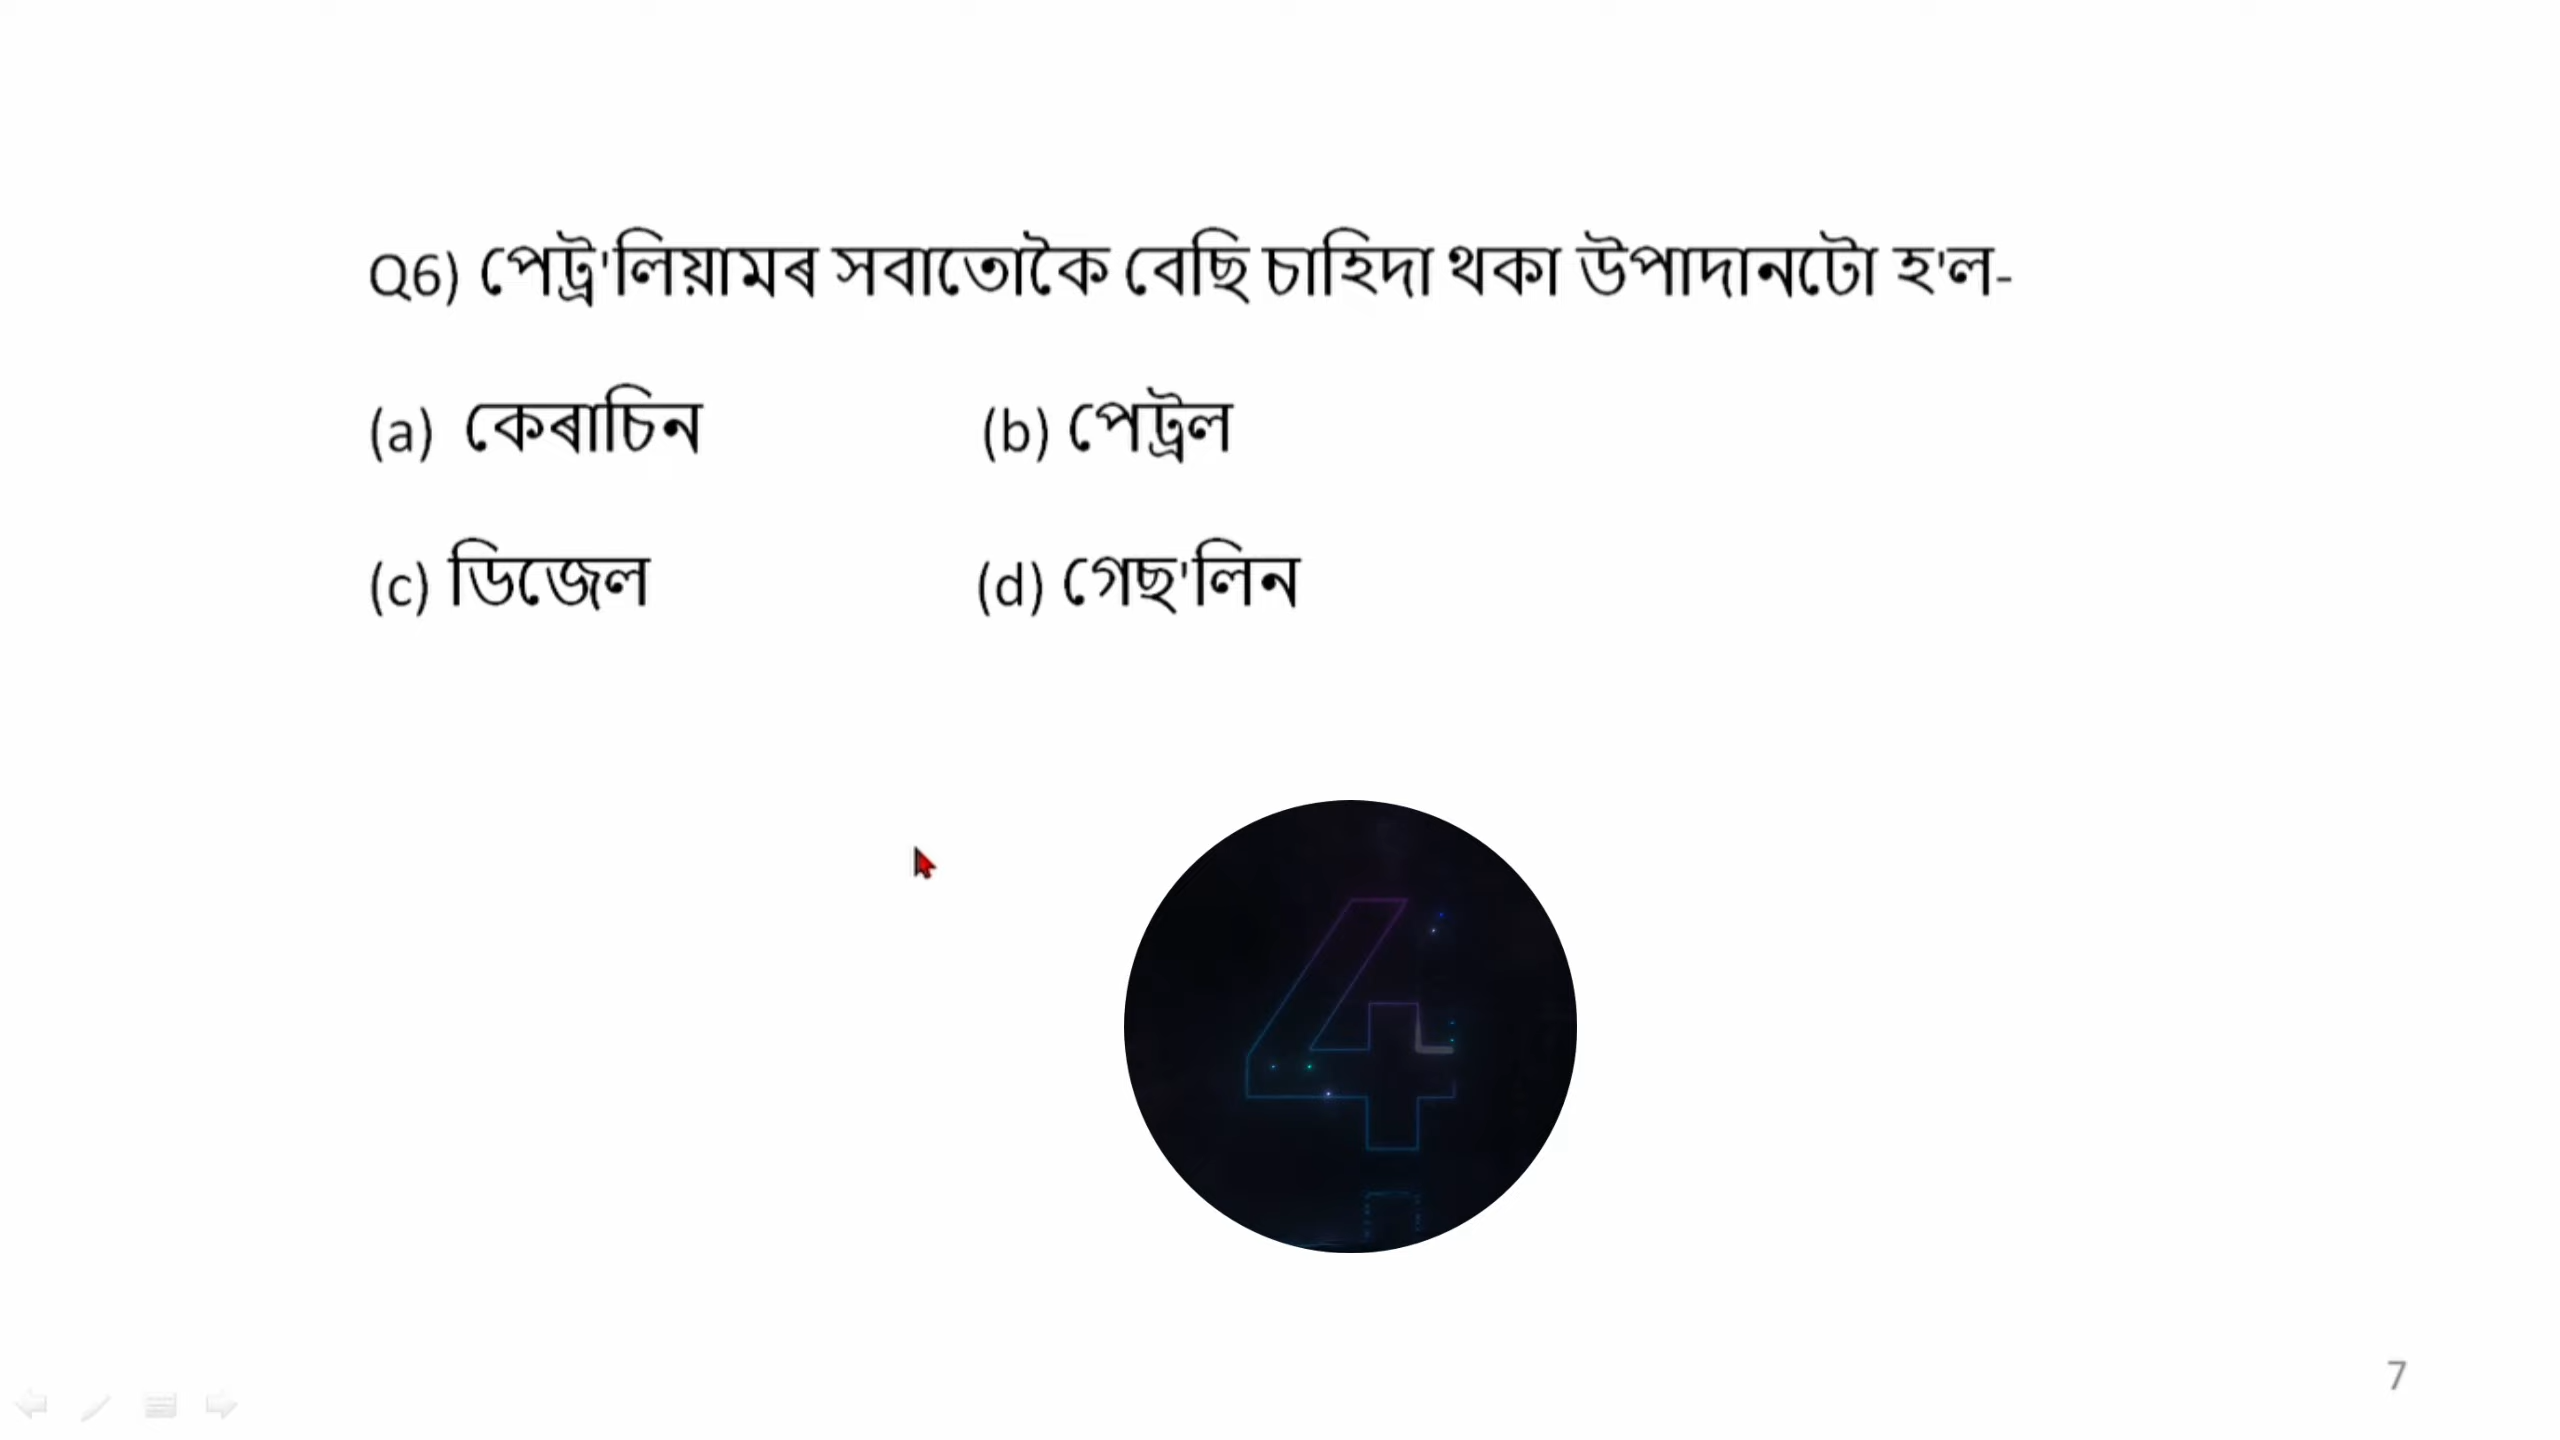 Q6) পেট্ৰ'লিয়ামৰ সবাতোকৈ বেছি চাহিদা থকা উপাদানটো হ'ল-
(a) কেৰাচিন (b) পেট্ৰল
(c) ডিজেল (d) গেছ'লিন
4
7